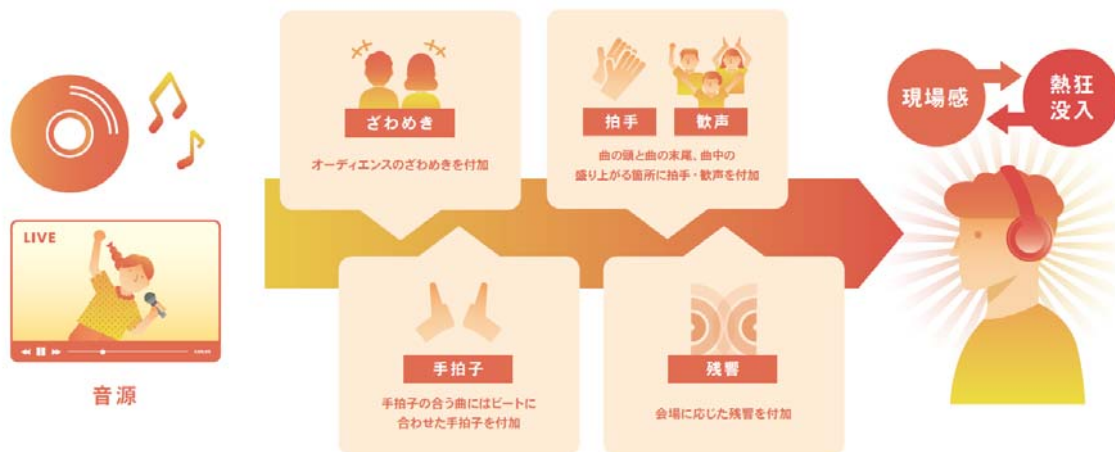 LIVE
音源
ざわめき
オーディエンスのざわめきを付加
手拍子
手拍子の合う曲にはビートに
合わせた手拍子を付加
拍手
歓声
曲の頭と曲の末尾、曲中の
盛り上がる箇所に拍手・歓声を付加
残響
会場に応じた残響を付加
現場感
熱狂
没入